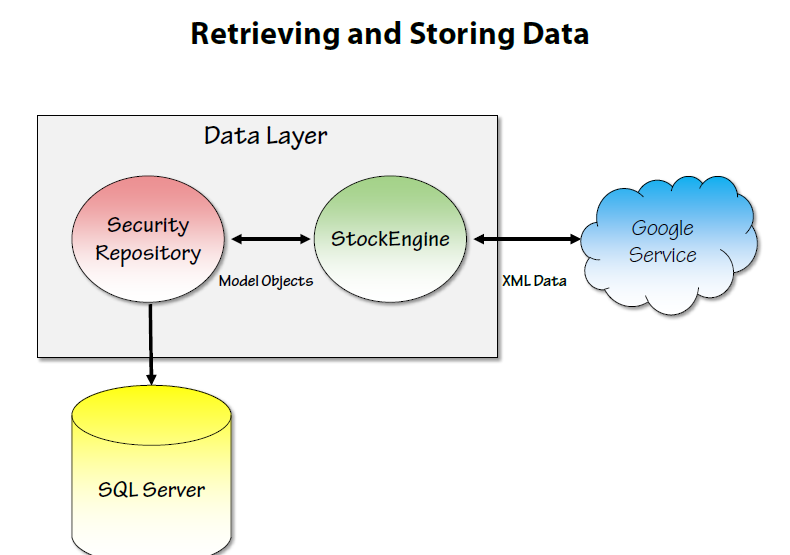 Retrieving and Storing Data
Data Layer
Security
Repository
StockEngine
Google
Service
Model Objects
XML Data
SQL Server